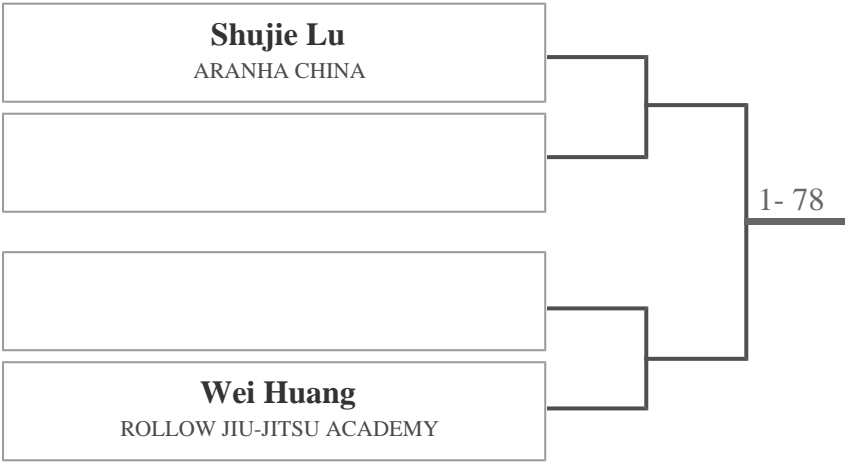 Shujie Lu
ARANHA CHINA
1- 78
Wei Huang
ROLLOW JIU-JITSU ACADEMY